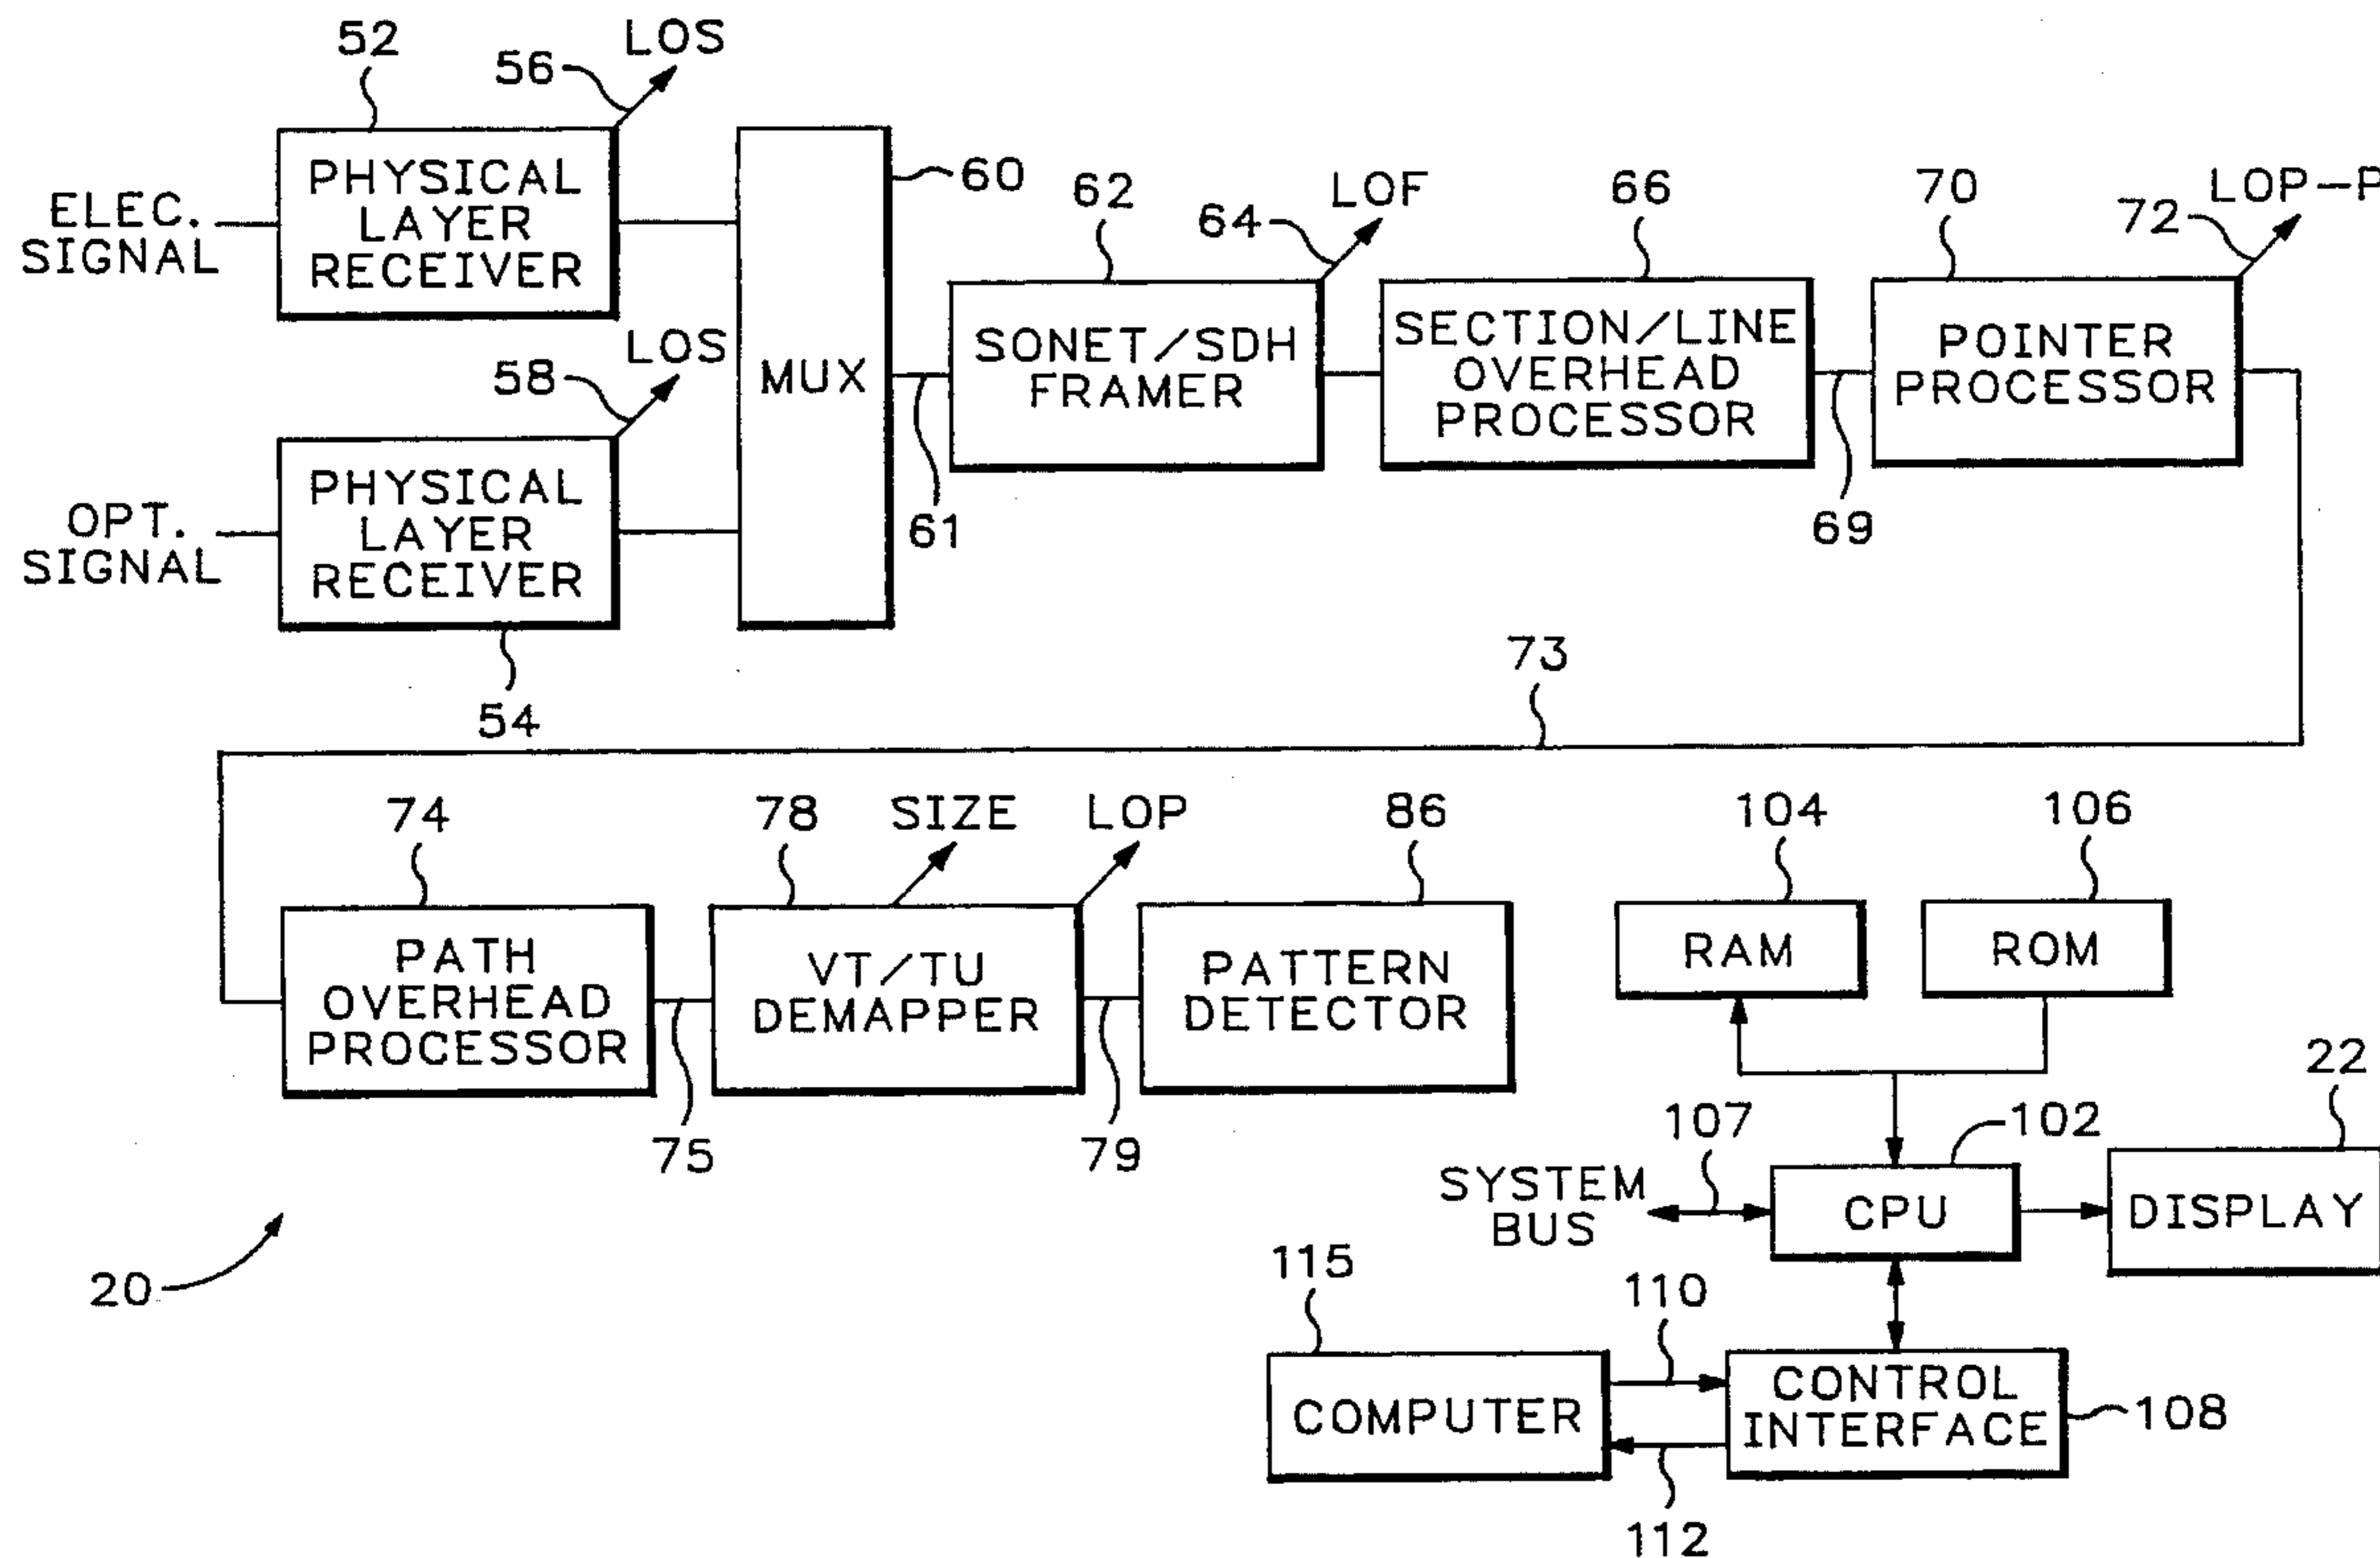 52
56
LOS
PHYSICAL
LAYER
RECEIVER
ELEC.
SIGNAL
60
62
64
LOF
66
70
72
LOP-P
58
LOS
MUX
SONET/SDH
FRAMER
SECTION/LINE
OVERHEAD
PROCESSOR
POINTER
PROCESSOR
PHYSICAL
LAYER
RECEIVER
OPT.
SIGNAL
61
69
54
73
74
78
SIZE
LOP
86
104
106
PATH
OVERHEAD
PROCESSOR
VT/TU
DEMAPPER
PATTERN
DETECTOR
RAM
ROM
75
79
107
102
22
SYSTEM
BUS
CPU
DISPLAY
20
115
110
COMPUTER
CONTROL
INTERFACE
108
112